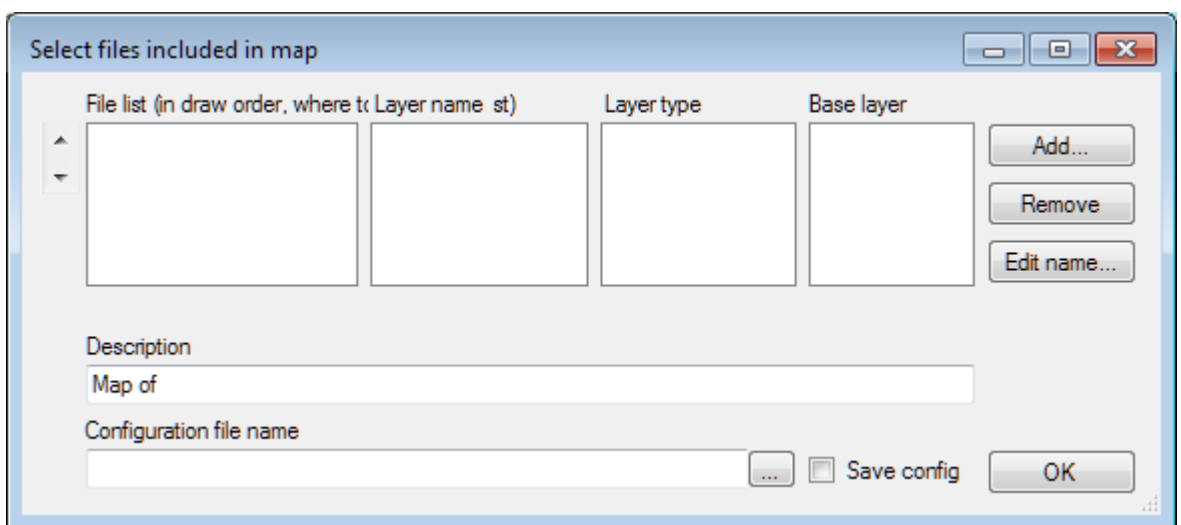 Select files included in map
File list (in draw order, where to Layer name st) Layer type Base layer
Add...
Remove
Edit name...
Description
Map of
Configuration file name
... Save config OK